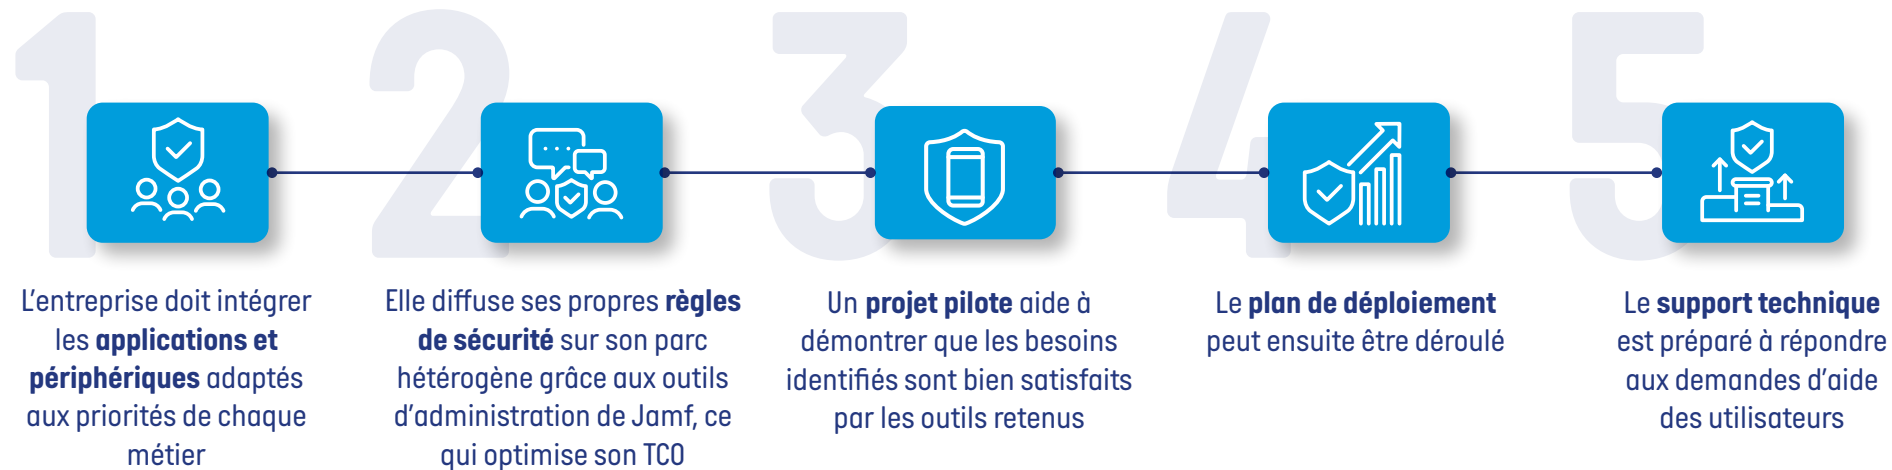 1
L'entreprise doit intégrer
les applications et
périphériques adaptés
aux priorités de chaque
métier
2
Elle diffuse ses propres règles
de sécurité sur son parc
hétérogène grâce aux outils
d'administration de Jamf, ce
qui optimise son TCO
3
Un projet pilote aide à
démontrer que les besoins
identifiés sont bien satisfaits
par les outils retenus
4
Le plan de déploiement
peut ensuite être déroulé
5
Le support technique
est préparé à répondre
aux demandes d'aide
des utilisateurs